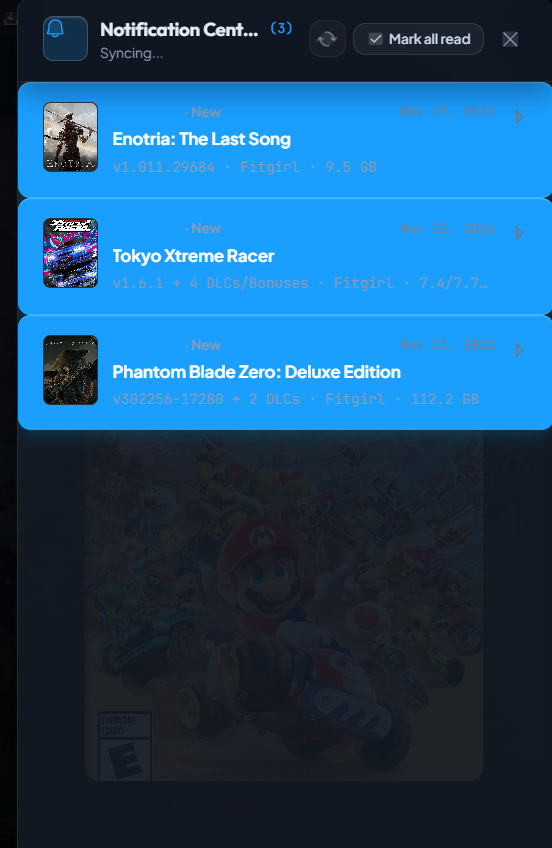 Notification Cent... (3)
Syncing...
Mark all read
· New
Enotria: The Last Song
v1.011.29684 · Fitgirl · 9.5 GB
· New
Tokyo Xtreme Racer
v1.6.1 + 4 DLCs/Bonuses · Fitgirl · 7.4/7.7…
· New
Phantom Blade Zero: Deluxe Edition
v302256-17280 + 2 DLCs · Fitgirl · 112.2 GB
ENOTRIA
EVERYONE
TOUOS
E